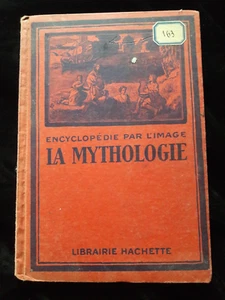 163
ENCYCLOPÉDIE PAR L'IMAGE
LA MYTHOLOGIE
LIBRAIRIE HACHETTE